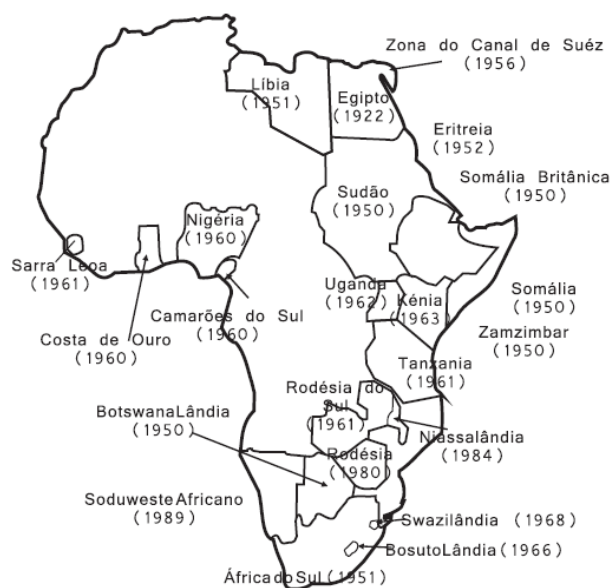 Zona do Canal de Suéz
(1956)
Líbia
(1951)
Egipto
(1922)
Eritreia
(1952)
Somália Britânica
(1950)
Sudão
(1950)
Nigéria
(1960)
Sarra Leoa
(1961)
Uganda
(1962)
Kénia
(1963)
Somália
(1950)
Camarões do Sul
(1960)
Costa de Ouro
(1960)
Zamzimbar
(1950)
Tanzania
(1961)
Rodésia do
Sul
(1961)
BotswanaLândia
(1950)
Niassalândia
(1984)
Rodésia
(1980)
SoduwesteAfricano
(1989)
Swazilândia (1968)
BosutoLândia (1966)
África do Sul (1951)